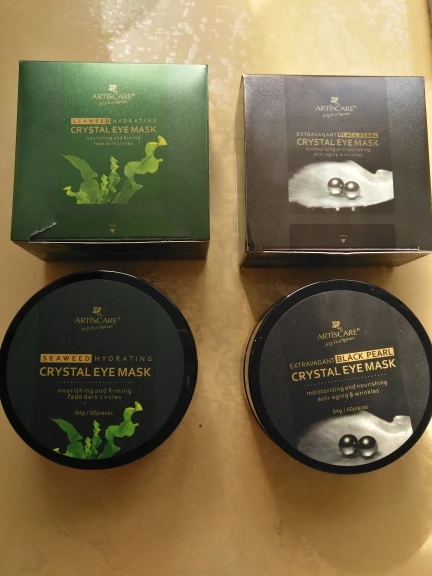 ARTISCARE®
SEAWEED HYDRATING
CRYSTAL EYE MASK
nourishing and firming
fade dark circles
ARTISCARE®
EXTRAVAGANT BLACK PEARL
CRYSTAL EYE MASK
moisturizing and nourishing
anti-aging & wrinkles
ARTISCARE®
SEAWEED HYDRATING
CRYSTAL EYE MASK
nourishing and firming
fade dark circles
84g / 60pieces
ARTISCARE®
EXTRAVAGANT BLACK PEARL
CRYSTAL EYE MASK
moisturizing and nourishing
anti-aging & wrinkles
84g / 60pieces